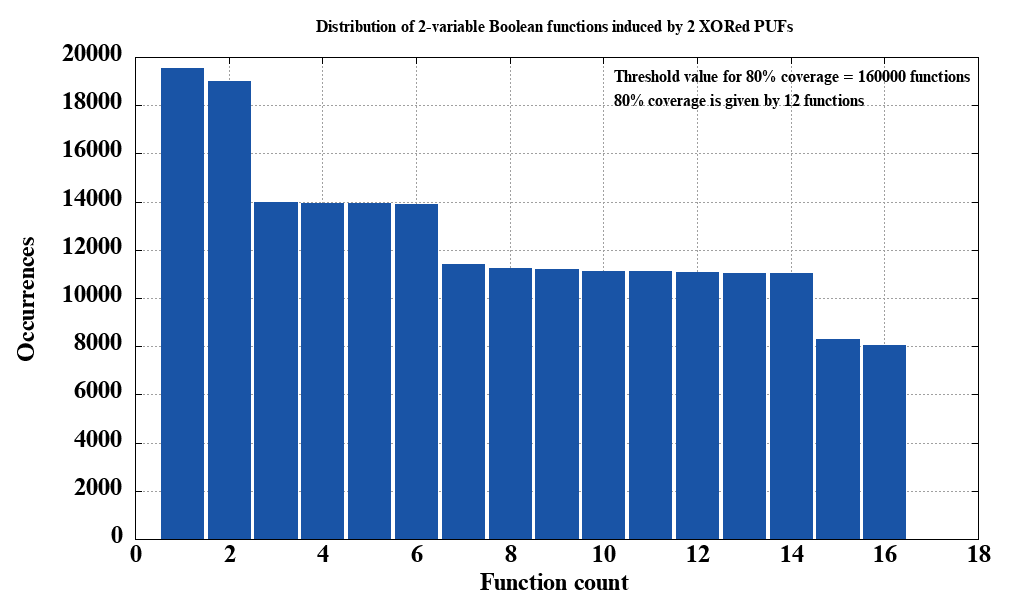 Distribution of 2-variable Boolean functions induced by 2 XORed PUFs
20000
18000
16000
14000
12000
10000
8000
6000
4000
2000
0
Occurrences
Threshold value for 80% coverage = 160000 functions
80% coverage is given by 12 functions
0 2 4 6 8 10 12 14 16 18
Function count